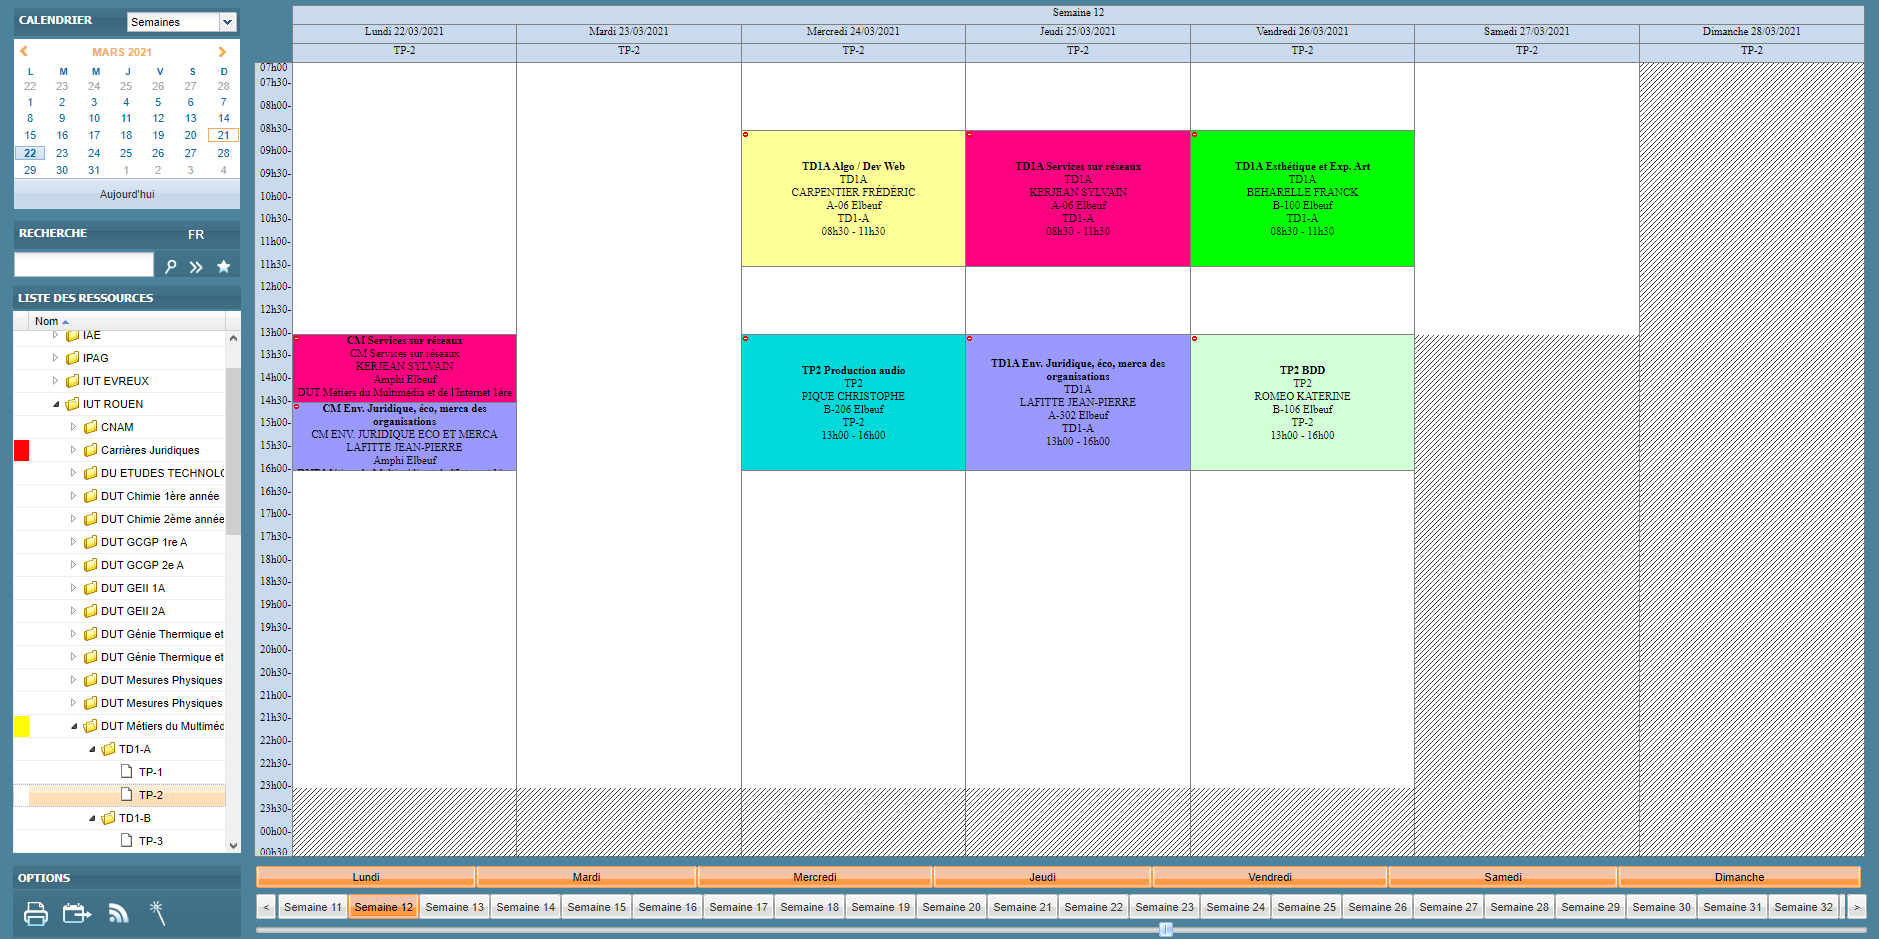 CALENDRIER
Semaines
MARS 2021
L M M J V S D
22 23 24 25 26 27 28
1 2 3 4 5 6 7
8 9 10 11 12 13 14
15 16 17 18 19 20 21
22 23 24 25 26 27 28
29 30 31 1 2 3 4
Aujourd'hui
RECHERCHE FR
LISTE DES RESSOURCES
Nom
IAE
IPAG
IUT EVREUX
IUT ROUEN
CNAM
Carrières Juridiques
DU ETUDES TECHNOLO
DUT Chimie 1ère année
DUT Chimie 2ème année
DUT GCGP 1re A
DUT GCGP 2e A
DUT GEII 1A
DUT GEII 2A
DUT Génie Thermique et
DUT Génie Thermique et
DUT Mesures Physiques
DUT Mesures Physiques
DUT Métiers du Multiméd
TD1-A
TP-1
TP-2
TD1-B
TP-3
OPTIONS
Semaine 12
Lundi 22/03/2021 Mardi 23/03/2021 Mercredi 24/03/2021 Jeudi 25/03/2021 Vendredi 26/03/2021 Samedi 27/03/2021 Dimanche 28/03/2021
TP-2 TP-2 TP-2 TP-2 TP-2 TP-2 TP-2
07h00
07h30-
08h00-
08h30-
09h00-
09h30-
10h00-
10h30-
11h00-
11h30-
12h00-
12h30-
13h00-
13h30-
14h00-
14h30-
15h00-
15h30-
16h00-
16h30-
17h00-
17h30-
18h00-
18h30-
19h00-
19h30-
20h00-
20h30-
21h00-
21h30-
22h00-
22h30-
23h00-
23h30-
00h00-
00h30
CM Services sur réseaux
CM Services sur réseaux
KERJEAN SYLVAIN
Amphi Elbeuf
DUT Métiers du Multimédia et de l'Internet 1ère
CM Env. Juridique, éco, merca des
organisations
CM ENV. JURIDIQUE ECO ET MERCA
LAFITTE JEAN-PIERRE
Amphi Elbeuf
TD1A Algo / Dev Web
TD1A
CARPENTIER FRÉDÉRIC
A-06 Elbeuf
TD1-A
08h30 - 11h30
TP2 Production audio
TP2
PIQUE CHRISTOPHE
B-206 Elbeuf
TP-2
13h00 - 16h00
TD1A Services sur réseaux
TD1A
KERJEAN SYLVAIN
A-06 Elbeuf
TD1-A
08h30 - 11h30
TD1A Env. Juridique, éco, merca des
organisations
TD1A
LAFITTE JEAN-PIERRE
A-302 Elbeuf
TD1-A
13h00 - 16h00
TD1A Esthétique et Exp. Art
TD1A
BEHARELLE FRANCK
B-100 Elbeuf
TD1-A
08h30 - 11h30
TP2 BDD
TP2
ROMEO KATERINE
B-106 Elbeuf
TP-2
13h00 - 16h00
Lundi Mardi Mercredi Jeudi Vendredi Samedi Dimanche
< Semaine 11 Semaine 12 Semaine 13 Semaine 14 Semaine 15 Semaine 16 Semaine 17 Semaine 18 Semaine 19 Semaine 20 Semaine 21 Semaine 22 Semaine 23 Semaine 24 Semaine 25 Semaine 26 Semaine 27 Semaine 28 Semaine 29 Semaine 30 Semaine 31 Semaine 32 >